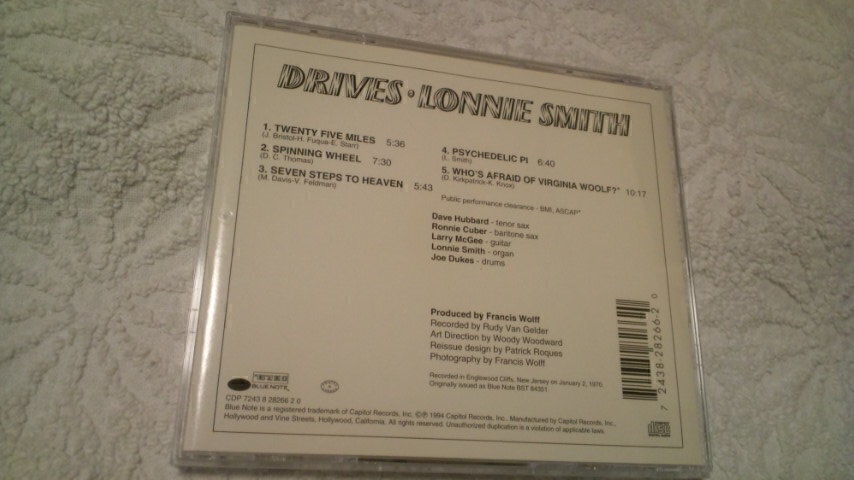 DRIVES • LONNIE SMITH
1. TWENTY FIVE MILES 5:36
(J. Bristol-H. Fuqua-E. Starr)
2. SPINNING WHEEL 7:30
(D. C. Thomas)
3. SEVEN STEPS TO HEAVEN 5:43
(M. Davis-V. Feldman)
4. PSYCHEDELIC PI 6:40
(L. Smith)
5. WHO'S AFRAID OF VIRGINIA WOOLF?* 10:17
(D. Kirkpatrick-K. Knox)
Public performance clearance - BMI, ASCAP*
Dave Hubbard - tenor sax
Ronnie Cuber - baritone sax
Larry McGee - guitar
Lonnie Smith - organ
Joe Dukes - drums
Produced by Francis Wolff
Recorded by Rudy Van Gelder
Art Direction by Woody Woodward
Reissue design by Patrick Roques
Photography by Francis Wolff
Recorded in Englewood Cliffs, New Jersey on January 2, 1970.
Originally issued as Blue Note BST 84351.
BLUE NOTE
CDP 7243 8 28266 2 0
Blue Note is a registered trademark of Capitol Records, Inc. ©℗ 1994 Capitol Records, Inc. Manufactured by Capitol Records, Inc.,
Hollywood and Vine Streets, Hollywood, California. All rights reserved. Unauthorized duplication is a violation of applicable laws.
7 2438-28266-2 0